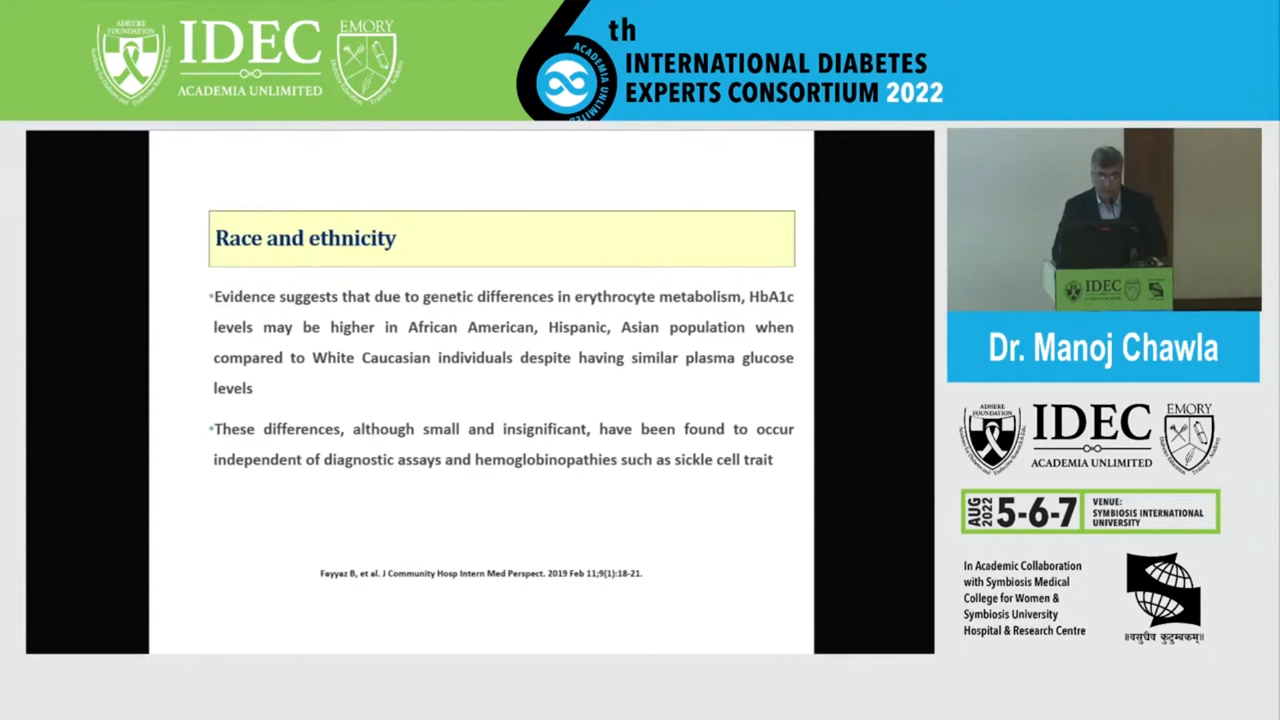 ADHERE
FOUNDATION
IDEC
ACADEMIA UNLIMITED
EMORY
6th
ACADEMIA UNLIMITED
INTERNATIONAL DIABETES
EXPERTS CONSORTIUM 2022
Race and ethnicity
•Evidence suggests that due to genetic differences in erythrocyte metabolism, HbA1c
levels may be higher in African American, Hispanic, Asian population when
compared to White Caucasian individuals despite having similar plasma glucose
levels
•These differences, although small and insignificant, have been found to occur
independent of diagnostic assays and hemoglobinopathies such as sickle cell trait
Fayyaz B, et al. J Community Hosp Intern Med Perspect. 2019 Feb 11;9(1):18-21.
IDEC
Dr. Manoj Chawla
ADHERE
FOUNDATION
IDEC
ACADEMIA UNLIMITED
EMORY
AUG
2022
5-6-7
VENUE:
SYMBIOSIS INTERNATIONAL
UNIVERSITY
In Academic Collaboration
with Symbiosis Medical
College for Women &
Symbiosis University
Hospital & Research Centre
॥वसुधैव कुटुम्बकम्॥